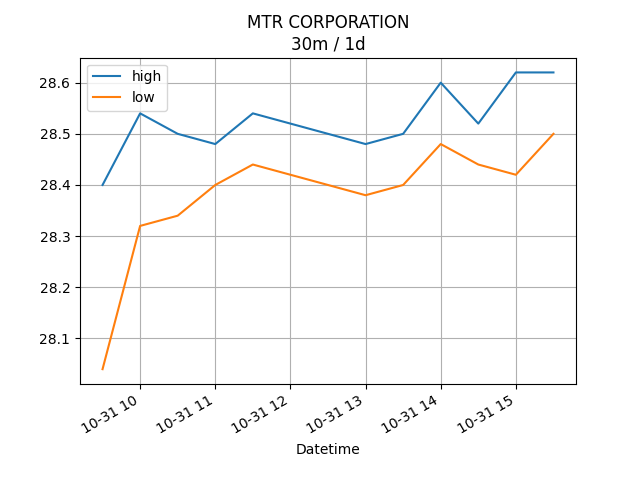 MTR CORPORATION
30m / 1d
high
low
28.6
28.5
28.4
28.3
28.2
28.1
10-31 10
10-31 11
10-31 12
10-31 13
10-31 14
10-31 15
Datetime